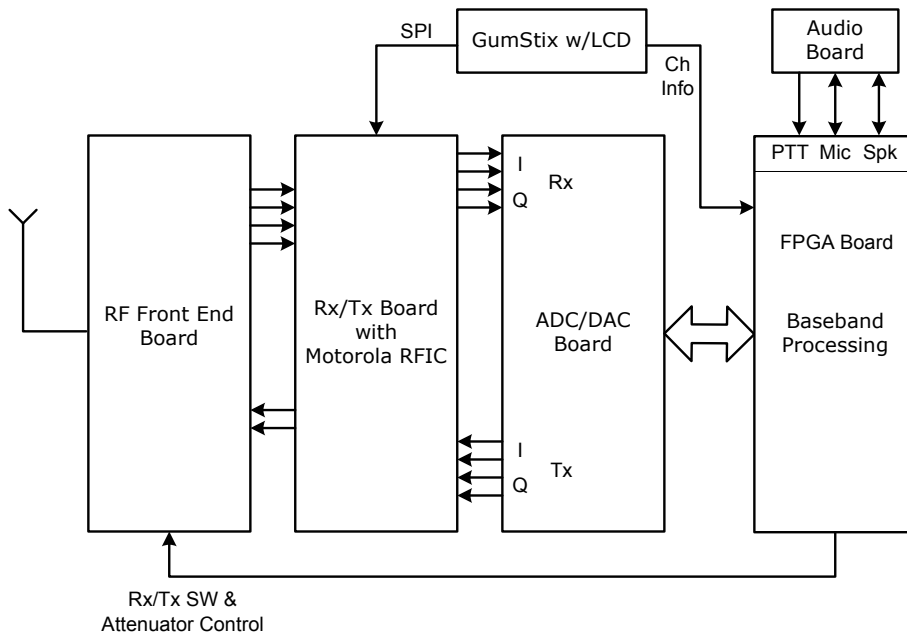 SPI
GumStix w/LCD
Ch
Info
Audio
Board
PTT Mic Spk
RF Front End
Board
Rx/Tx Board
with
Motorola RFIC
I
Q
Rx
ADC/DAC
Board
I
Q
Tx
FPGA Board
Baseband
Processing
Rx/Tx SW &
Attenuator Control